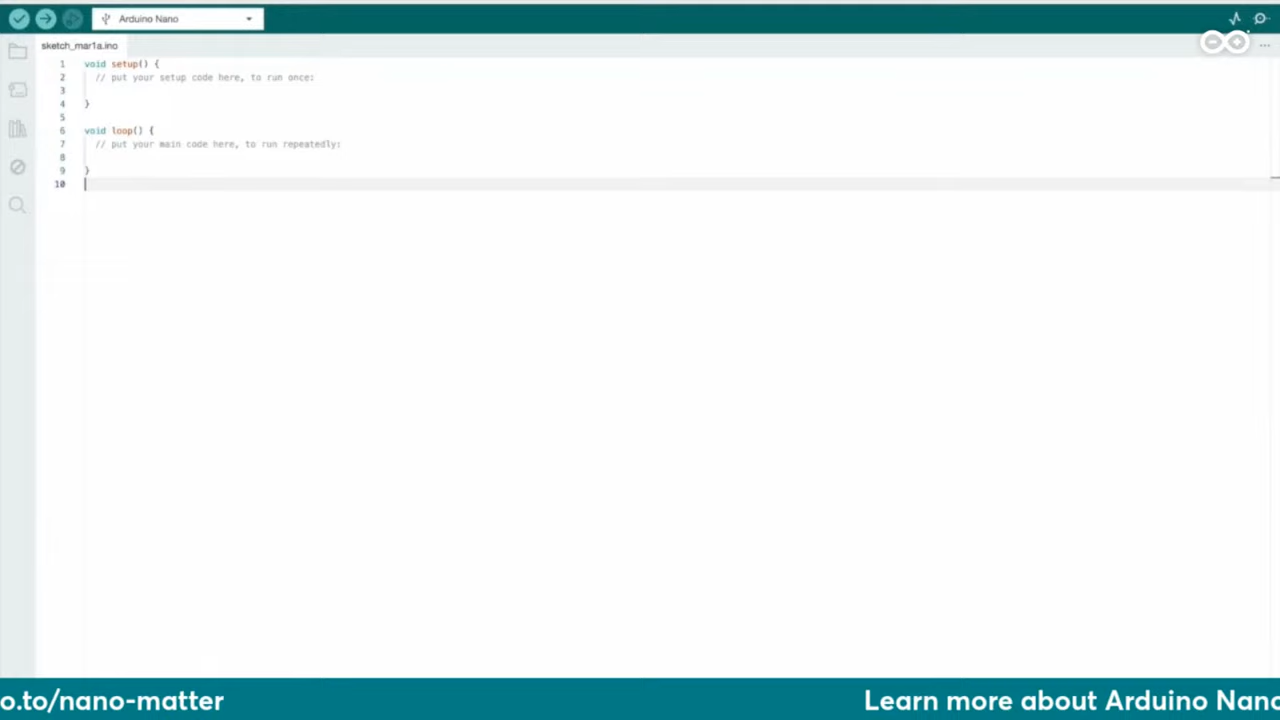 Arduino Nano
sketch_mar1a.ino
1 void setup() {
2 // put your setup code here, to run once:
3
4 }
5
6 void loop() {
7 // put your main code here, to run repeatedly:
8
9 }
10
o.to/nano-matter
Learn more about Arduino Nano